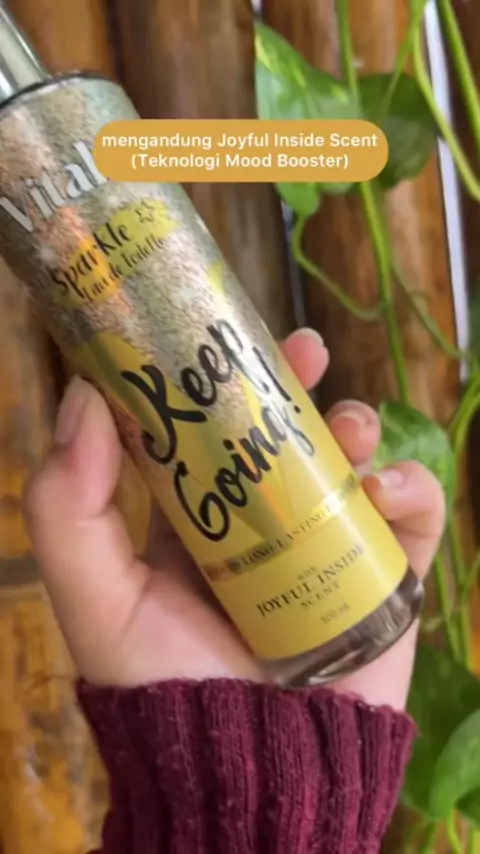 mengandung Joyful Inside Scent
(Teknologi Mood Booster)
Vital
Sparkle
Eau de Toilette
Keep
Going!
LONG LASTING
with
JOYFUL INSIDE
SCENT
100 mL